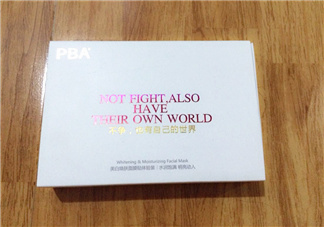 PBA
NOT FIGHT,ALSO
HAVE
THEIR OWN WORLD
不争,也有自己的世界
Whitening & Moisturizing Facial Mask